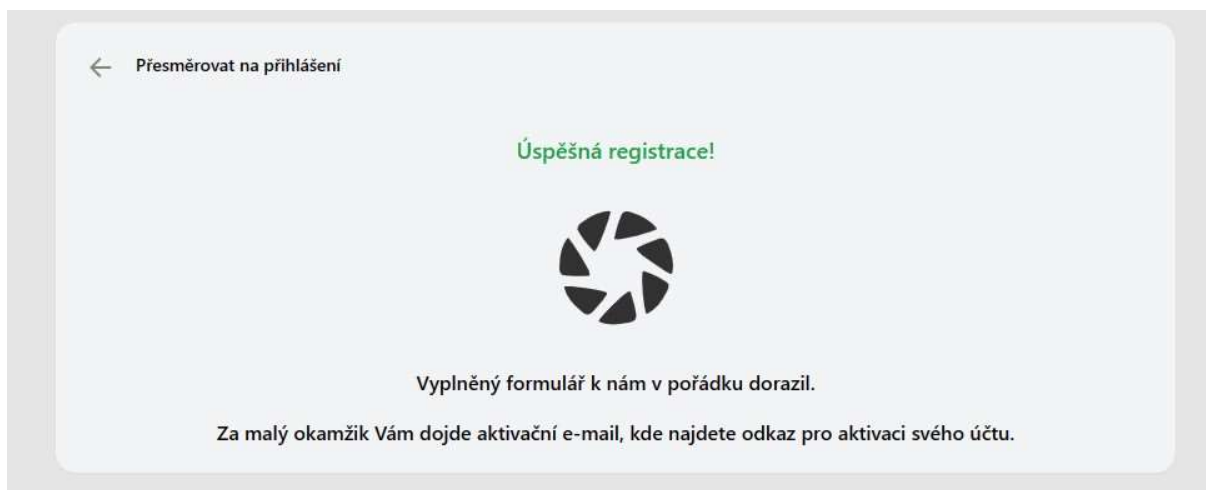 Přesměrovat na přihlášení
Úspěšná registrace!
Vyplněný formulář k nám v pořádku dorazil.
Za malý okamžik Vám dojde aktivační e-mail, kde najdete odkaz pro aktivaci svého účtu.